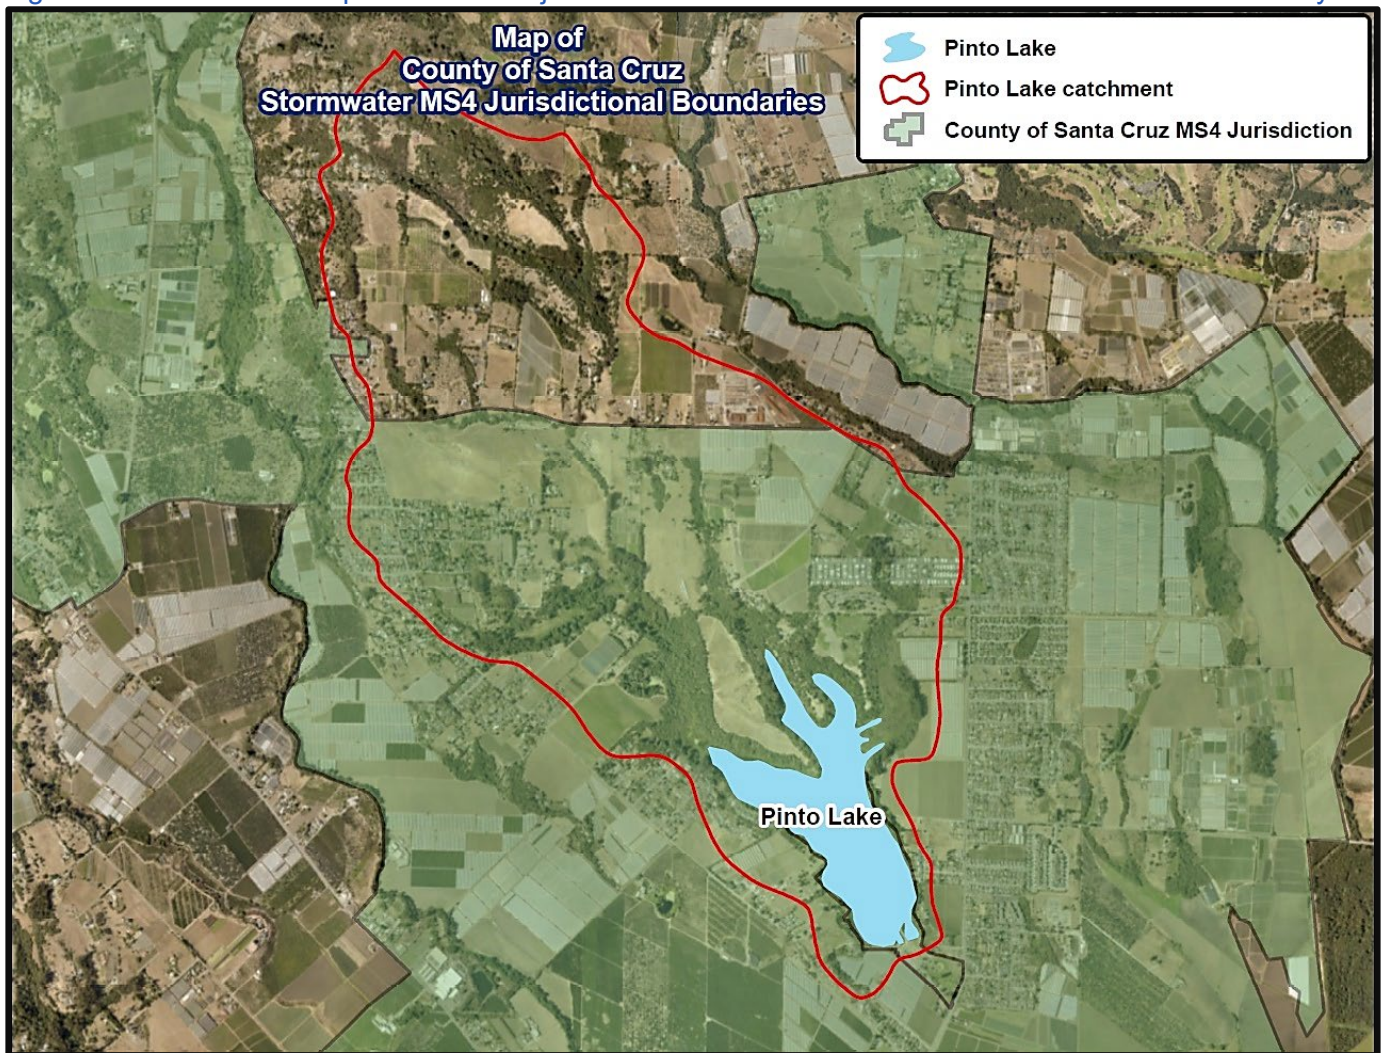 Map of
County of Santa Cruz
Stormwater MS4 Jurisdictional Boundaries
Pinto Lake
Pinto Lake catchment
County of Santa Cruz MS4 Jurisdiction
Pinto Lake